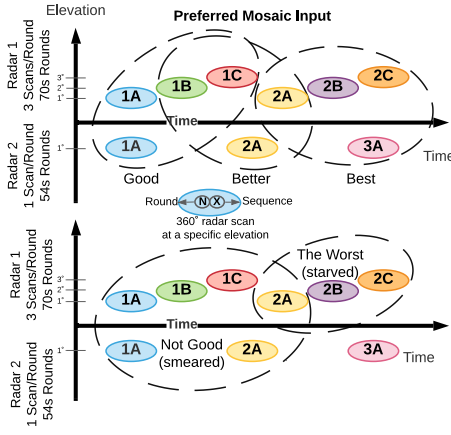 Elevation
Preferred Mosaic Input
Radar 1
3 Scans/Round
70s Rounds
3˚
2˚
1˚
1A
1B
1C
2A
2B
2C
Time
Radar 2
1 Scan/Round
54s Rounds
1˚
1A
2A
3A
Time
Good
Better
Best
Round
N
X
Sequence
360˚ radar scan
at a specific elevation
Radar 1
3 Scans/Round
70s Rounds
3˚
2˚
1˚
1A
1B
1C
2A
The Worst
(starved)
2B
2C
Time
Radar 2
1 Scan/Round
54s Rounds
1˚
1A
Not Good
(smeared)
2A
3A
Time